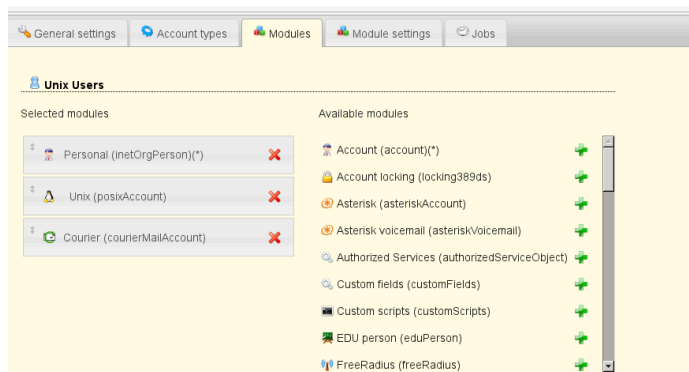 General settings
Account types
Modules
Module settings
Jobs
Unix Users
Selected modules
Available modules
Personal (inetOrgPerson)(*)
Unix (posixAccount)
Courier (courierMailAccount)
Account (account)(*)
Account locking (locking389ds)
Asterisk (asteriskAccount)
Asterisk voicemail (asteriskVoicemail)
Authorized Services (authorizedServiceObject)
Custom fields (customFields)
Custom scripts (customScripts)
EDU person (eduPerson)
FreeRadius (freeRadius)